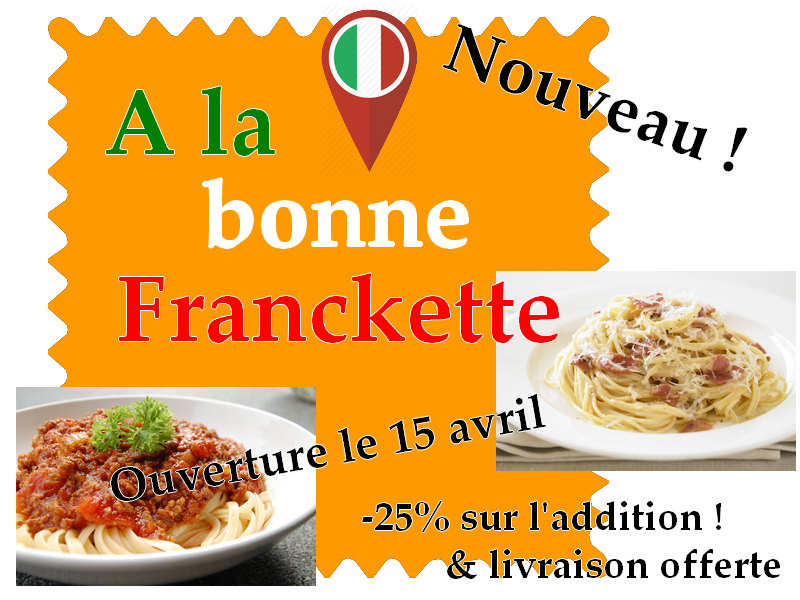 Nouveau !
A la
bonne
Franckette
Ouverture le 15 avril
-25% sur l'addition !
& livraison offerte